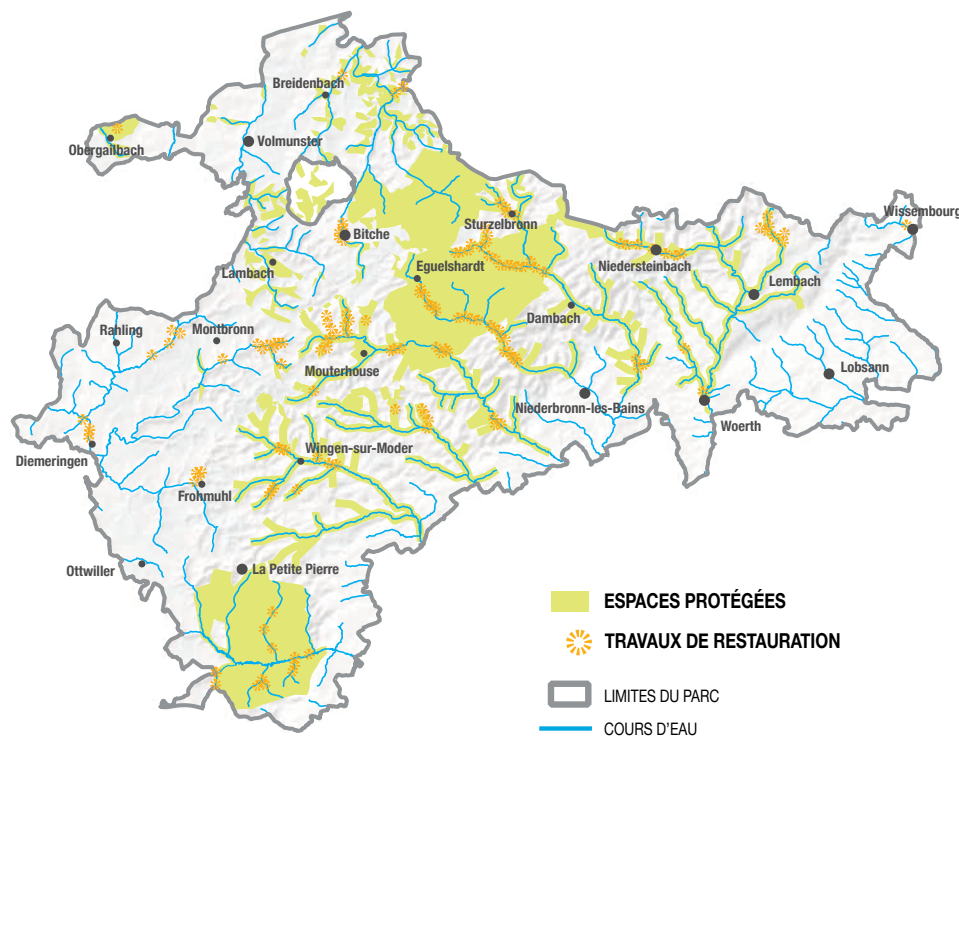 Breidenbach
Volmunster
Obergailbach
Wissembourg
Sturzelbronn
Bitche
Niedersteinbach
Eguelshardt
Lambach
Lembach
Dambach
Rahling
Montbronn
Mouterhouse
Lobsann
Niederbronn-les-Bains
Woerth
Wingen-sur-Moder
Diemeringen
Frohmuhl
Ottwiller
La Petite Pierre
ESPACES PROTÉGÉES
TRAVAUX DE RESTAURATION
LIMITES DU PARC
COURS D'EAU